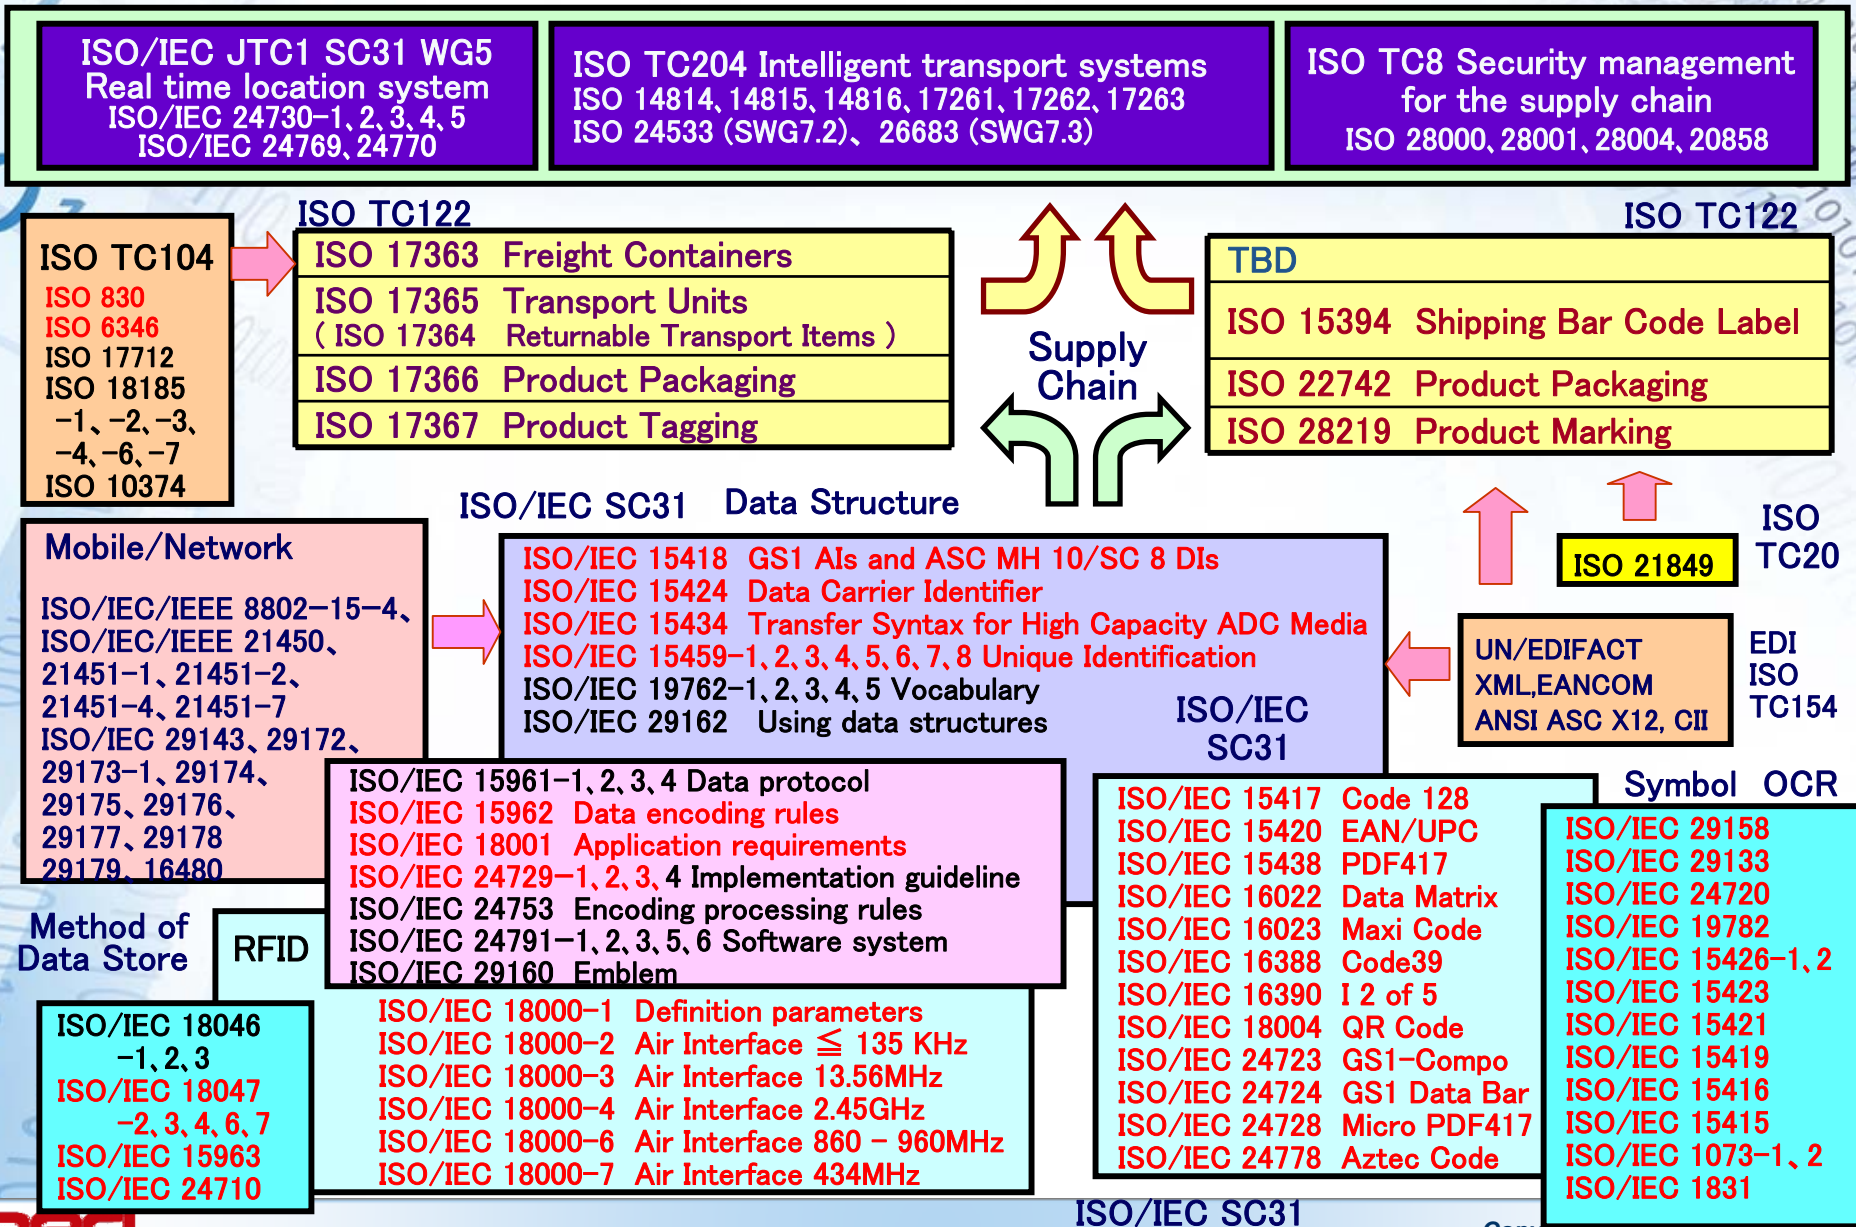 ISO/IEC JTC1 SC31 WG5
Real time location system
ISO/IEC 24730-1、2、3、4、5
ISO/IEC 24769、24770
ISO TC204 Intelligent transport systems
ISO 14814、14815、14816、17261、17262、17263
ISO 24533 (SWG7.2)、 26683 (SWG7.3)
ISO TC8 Security management
for the supply chain
ISO 28000、28001、28004、20858
ISO TC104
ISO 830
ISO 6346
ISO 17712
ISO 18185
-1、-2、-3、
-4、-6、-7
ISO 10374
ISO TC122
ISO 17363 Freight Containers
ISO 17365 Transport Units
( ISO 17364 Returnable Transport Items )
ISO 17366 Product Packaging
ISO 17367 Product Tagging
Supply
Chain
ISO TC122
TBD
ISO 15394 Shipping Bar Code Label
ISO 22742 Product Packaging
ISO 28219 Product Marking
ISO
TC20
ISO 21849
ISO/IEC SC31 Data Structure
Mobile/Network
ISO/IEC/IEEE 8802-15-4、
ISO/IEC/IEEE 21450、
21451-1、21451-2、
21451-4、21451-7
ISO/IEC 29143、29172、
29173-1、29174、
29175、29176、
29177、29178
29179、16480
ISO/IEC 15418 GS1 AIs and ASC MH 10/SC 8 DIs
ISO/IEC 15424 Data Carrier Identifier
ISO/IEC 15434 Transfer Syntax for High Capacity ADC Media
ISO/IEC 15459-1、2、3、4、5、6、7、8 Unique Identification
ISO/IEC 19762-1、2、3、4、5 Vocabulary
ISO/IEC 29162 Using data structures
ISO/IEC
SC31
UN/EDIFACT
XML,EANCOM
ANSI ASC X12, CII
EDI
ISO
TC154
ISO/IEC 15961-1、2、3、4 Data protocol
ISO/IEC 15962 Data encoding rules
ISO/IEC 18001 Application requirements
ISO/IEC 24729-1、2、3、4 Implementation guideline
ISO/IEC 24753 Encoding processing rules
ISO/IEC 24791-1、2、3、5、6 Software system
ISO/IEC 29160 Emblem
Method of
Data Store
RFID
ISO/IEC 18046
-1、2、3
ISO/IEC 18047
-2、3、4、6、7
ISO/IEC 15963
ISO/IEC 24710
ISO/IEC 18000-1 Definition parameters
ISO/IEC 18000-2 Air Interface ≦ 135 KHz
ISO/IEC 18000-3 Air Interface 13.56MHz
ISO/IEC 18000-4 Air Interface 2.45GHz
ISO/IEC 18000-6 Air Interface 860 - 960MHz
ISO/IEC 18000-7 Air Interface 434MHz
ISO/IEC 15417 Code 128
ISO/IEC 15420 EAN/UPC
ISO/IEC 15438 PDF417
ISO/IEC 16022 Data Matrix
ISO/IEC 16023 Maxi Code
ISO/IEC 16388 Code39
ISO/IEC 16390 I 2 of 5
ISO/IEC 18004 QR Code
ISO/IEC 24723 GS1-Compo
ISO/IEC 24724 GS1 Data Bar
ISO/IEC 24728 Micro PDF417
ISO/IEC 24778 Aztec Code
Symbol OCR
ISO/IEC 29158
ISO/IEC 29133
ISO/IEC 24720
ISO/IEC 19782
ISO/IEC 15426-1、2
ISO/IEC 15423
ISO/IEC 15421
ISO/IEC 15419
ISO/IEC 15416
ISO/IEC 15415
ISO/IEC 1073-1、2
ISO/IEC 1831
ISO/IEC SC31